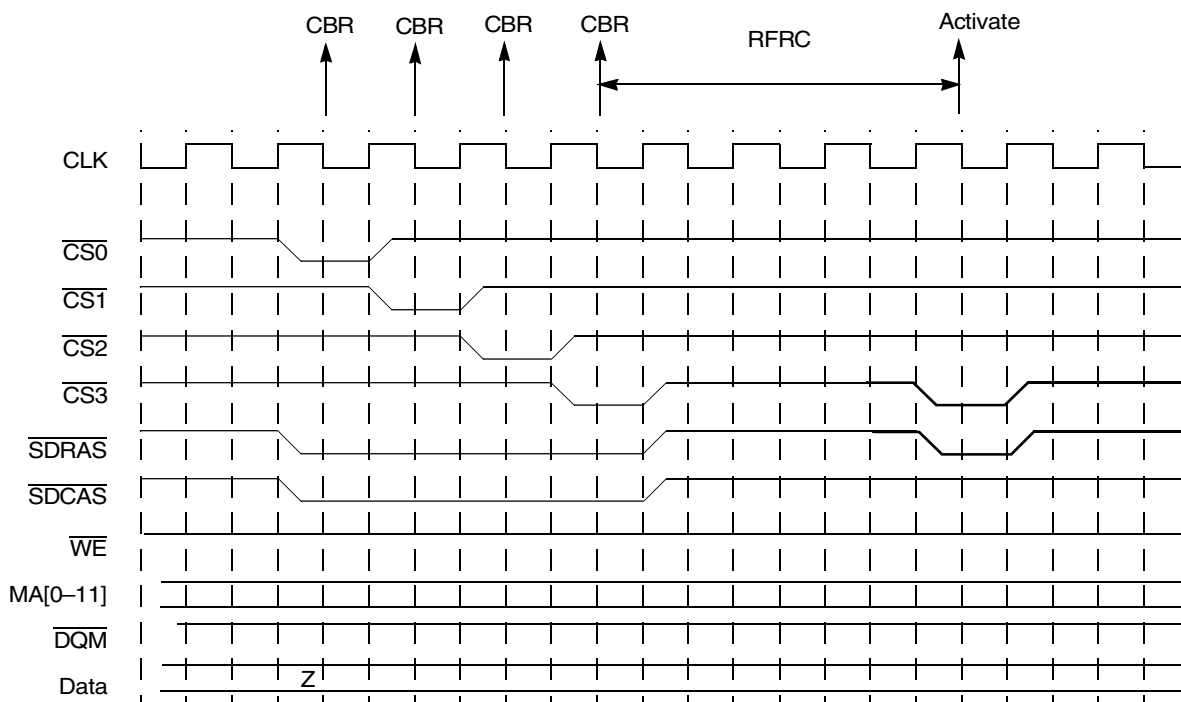 CBR CBR CBR CBR RFRC Activate
CLK
CS0
CS1
CS2
CS3
SDRAS
SDCAS
WE
MA[0–11]
DQM
Data Z